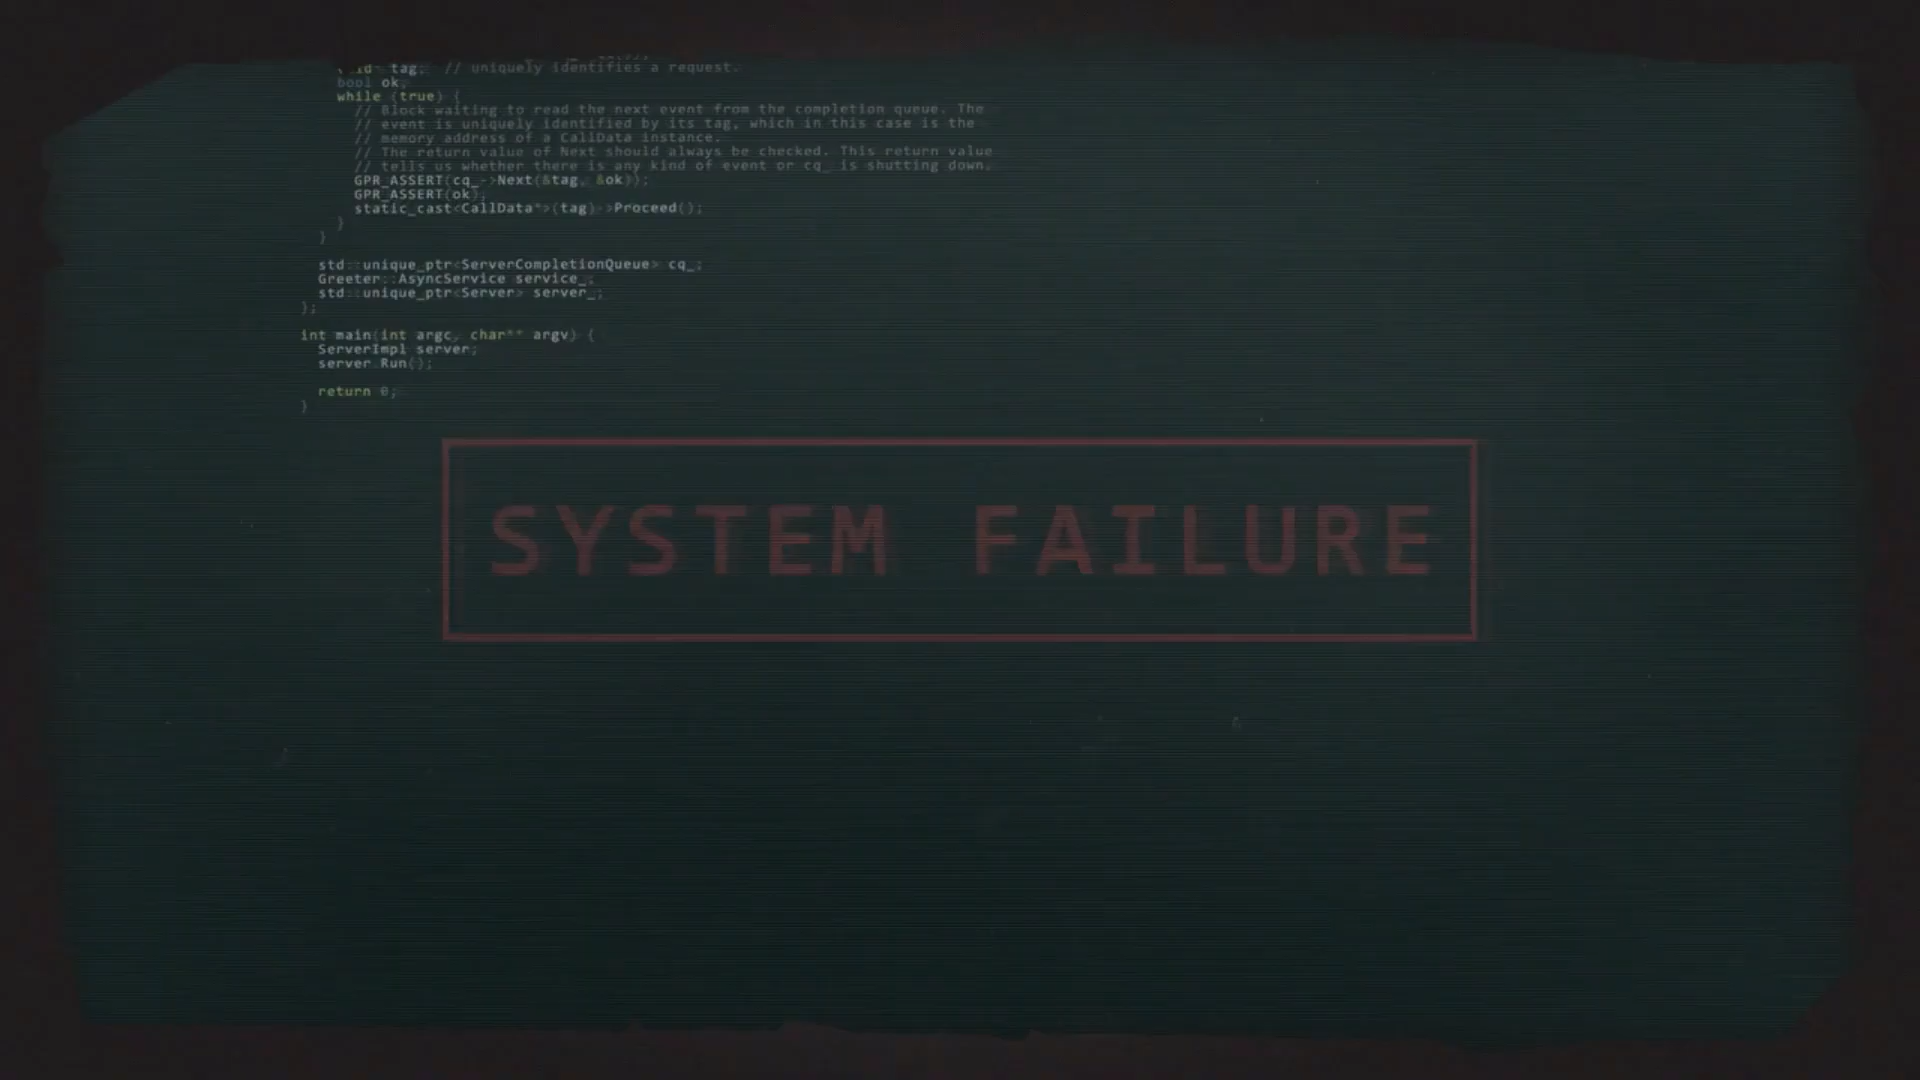 tag; // uniquely identifies a request.
bool ok;
while (true) {
// Block waiting to read the next event from the completion queue. The
// event is uniquely identified by its tag, which in this case is the
// memory address of a CallData instance.
// The return value of Next should always be checked. This return value
// tells us whether there is any kind of event or cq_ is shutting down.
GPR_ASSERT(cq_->Next(&tag, &ok));
GPR_ASSERT(ok);
static_cast<CallData*>(tag)->Proceed();
}
}
std::unique_ptr<ServerCompletionQueue> cq_;
Greeter::AsyncService service_;
std::unique_ptr<Server> server_;
};
int main(int argc, char** argv) {
ServerImpl server;
server.Run();
return 0;
}
SYSTEM FAILURE